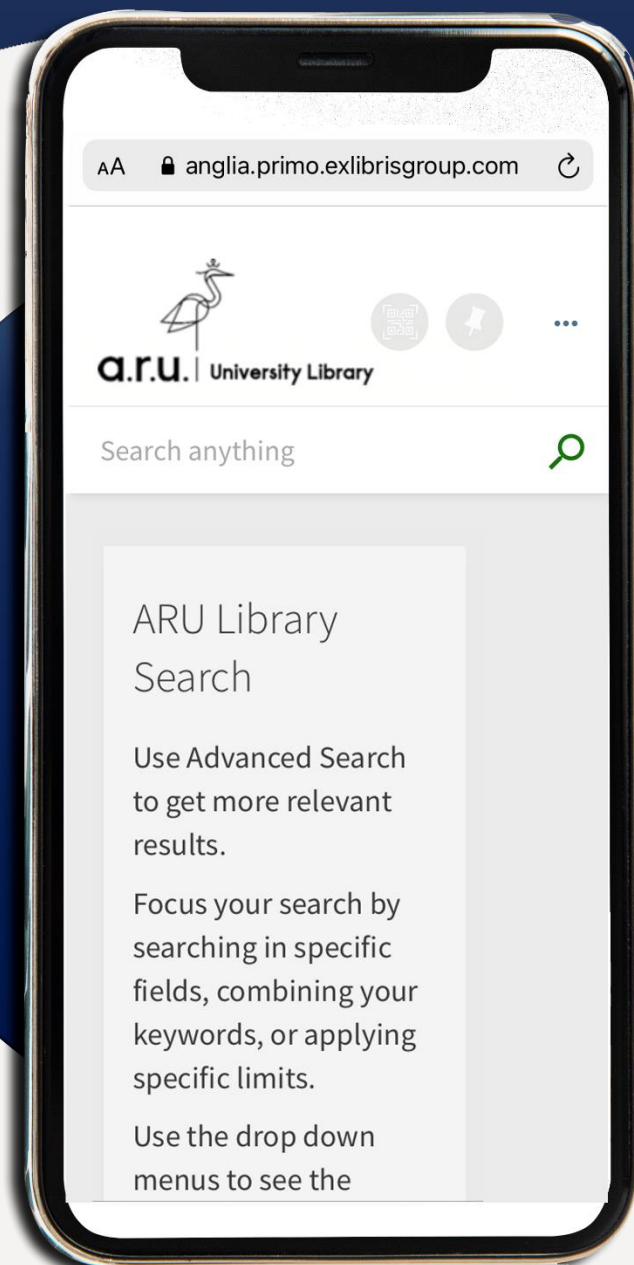 AA anglia.primo.exlibrisgroup.com
a.r.u. University Library
Search anything
ARU Library
Search
Use Advanced Search
to get more relevant
results.
Focus your search by
searching in specific
fields, combining your
keywords, or applying
specific limits.
Use the drop down
menus to see the